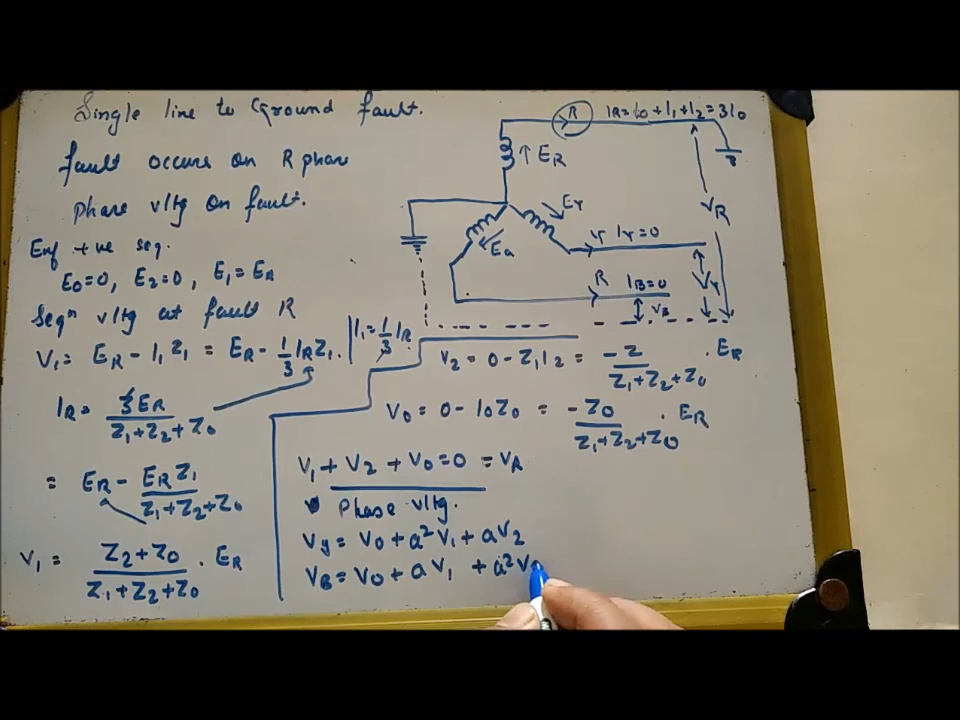 Single line to Ground fault.
fault occurs on R phase
Phase vltg on fault.
Emf +ve seq.
E0=0, E2=0, E1=ER
Seqn vltg at fault R
V1= ER - I1Z1 = ER - 1/3 IRZ1. | I1 = 1/3 IR.
IR= 3ER / Z1+Z2+Z0
= ER - ERZ1 / Z1+Z2+Z0
V1 = Z2+Z0 / Z1+Z2+Z0 . ER
R IR=I0+I1+I2=3I0
↑ER
EY
VR
Y IY=0
R IB=0
VY
VB
V2 = 0 - Z2I2 = -Z / Z1+Z2+Z0 . ER
V0 = 0 - I0Z0 = -Z0 / Z1+Z2+Z0 . ER
V1+V2+V0=0 = VR
Phase vltg.
Vy= V0+a²V1+aV2
VB= V0+aV1 +a²V